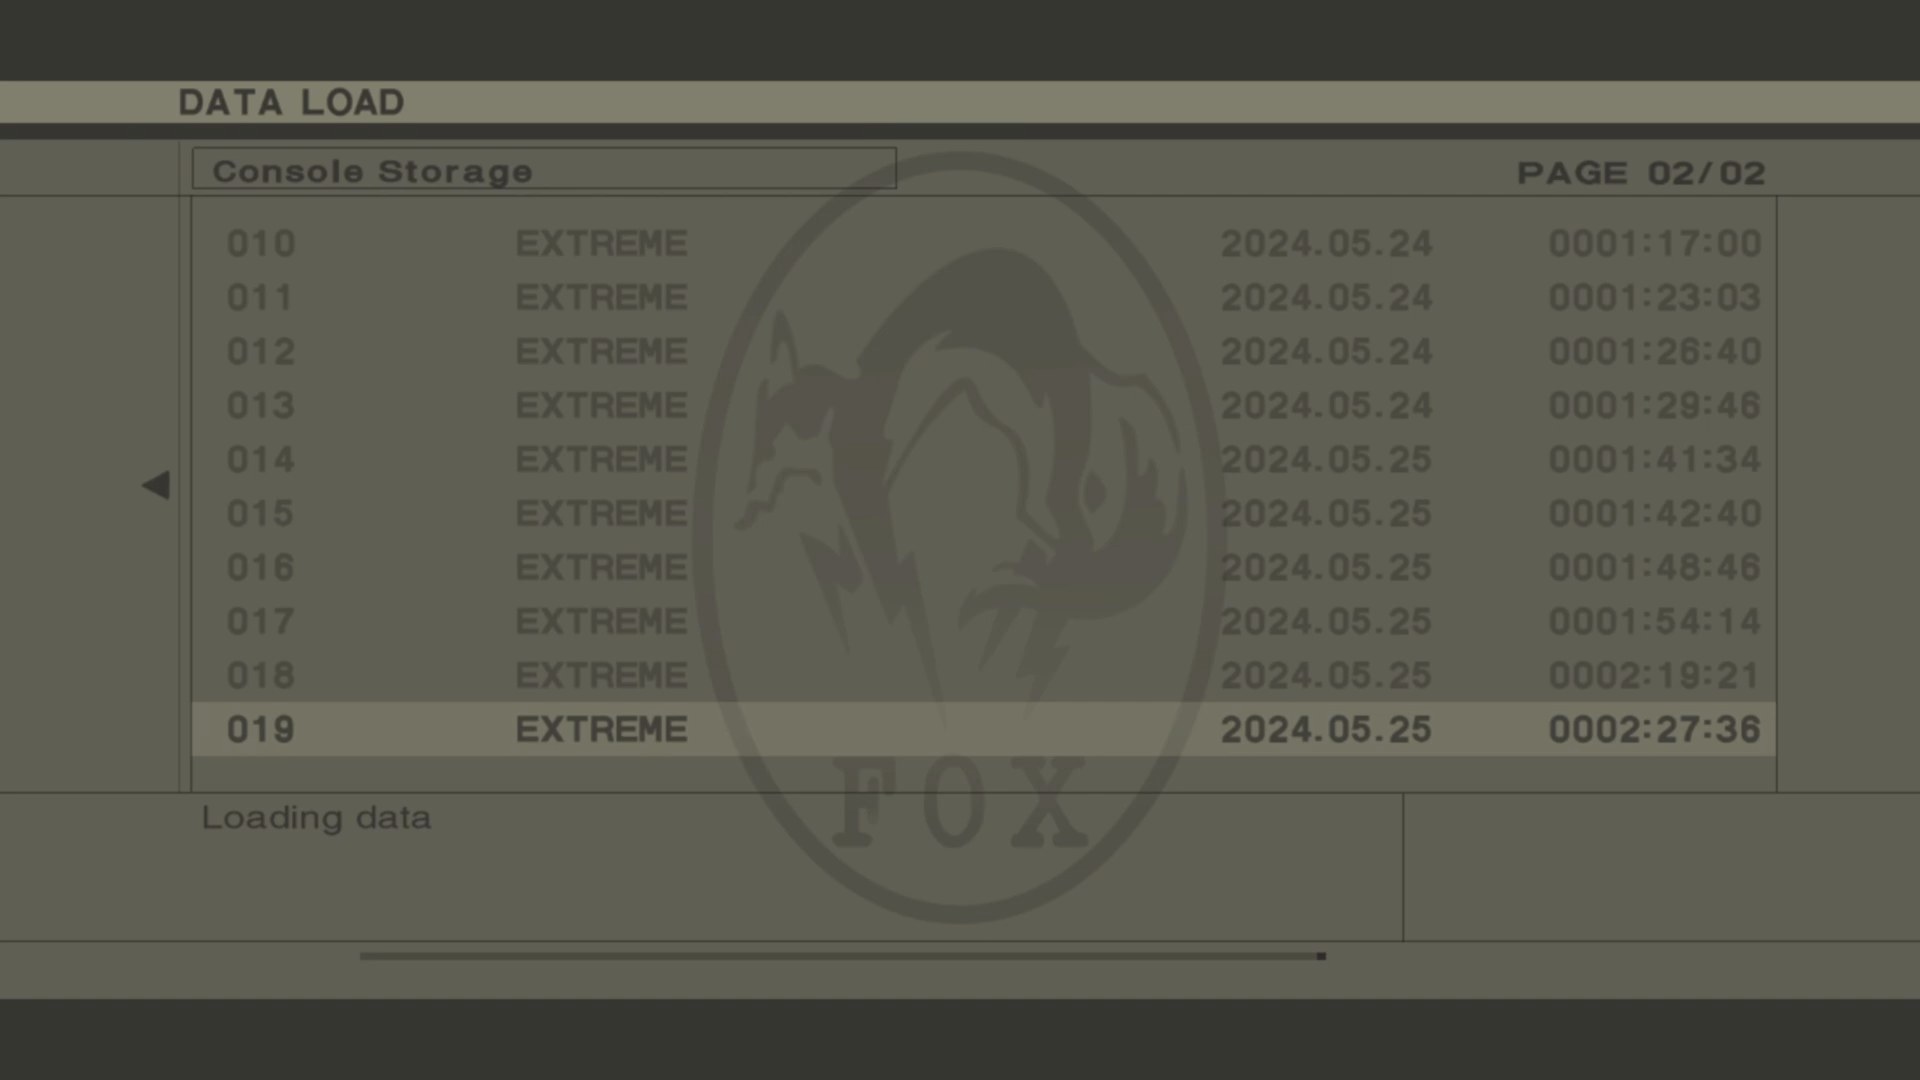 DATA LOAD
Console Storage PAGE 02/02
010 EXTREME 2024.05.24 0001:17:00
011 EXTREME 2024.05.24 0001:23:03
012 EXTREME 2024.05.24 0001:26:40
013 EXTREME 2024.05.24 0001:29:46
014 EXTREME 2024.05.25 0001:41:34
015 EXTREME 2024.05.25 0001:42:40
016 EXTREME 2024.05.25 0001:48:46
017 EXTREME 2024.05.25 0001:54:14
018 EXTREME 2024.05.25 0002:19:21
019 EXTREME 2024.05.25 0002:27:36
FOX
Loading data